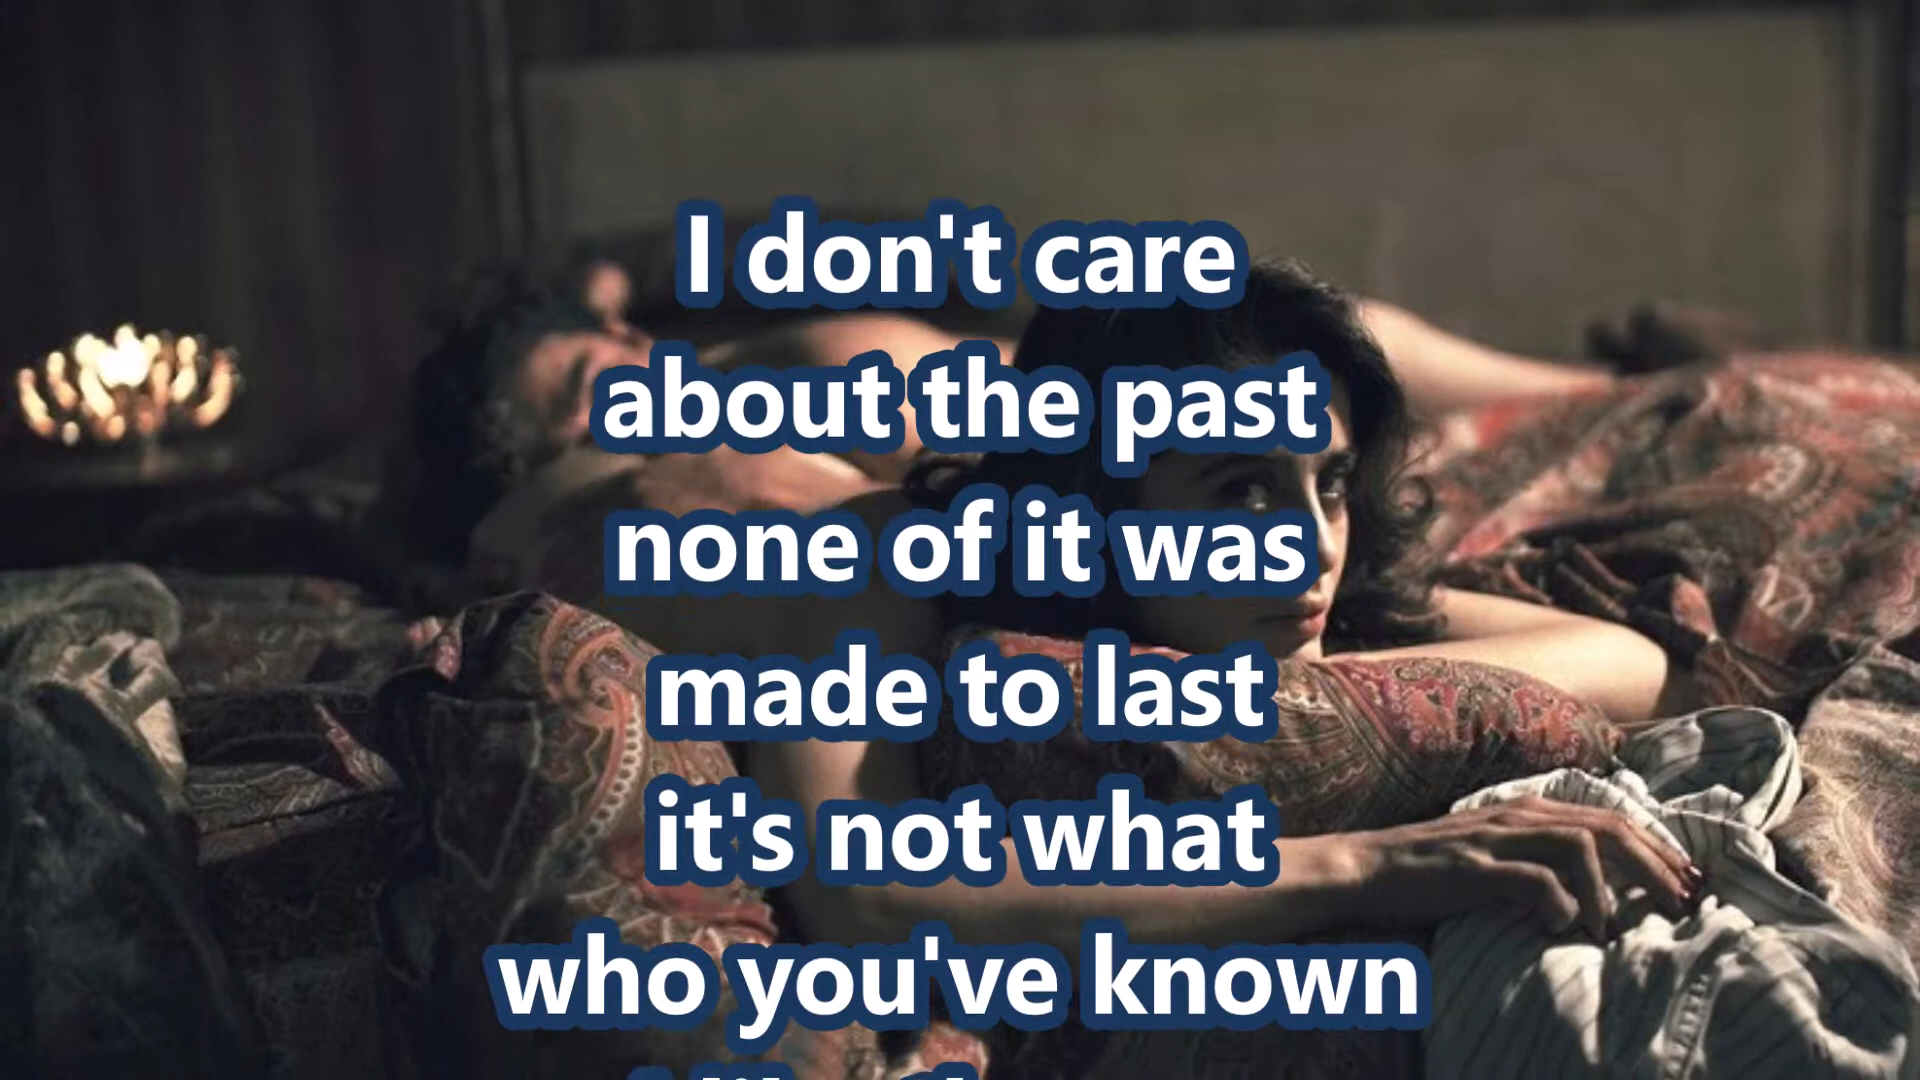 I don't care
about the past
none of it was
made to last
it's not what
who you've known